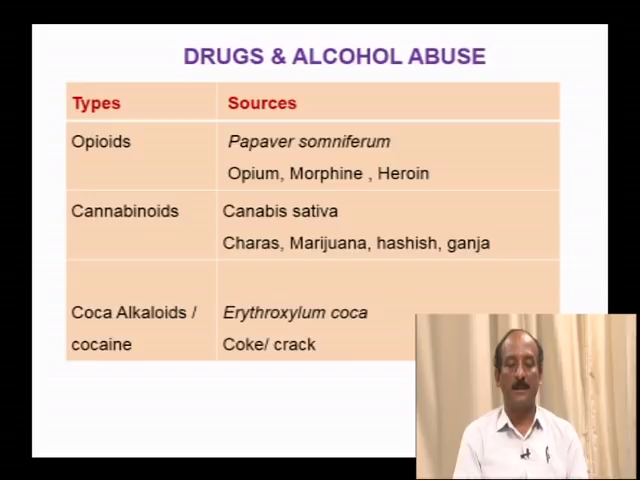 DRUGS & ALCOHOL ABUSE
Types Sources
Opioids Papaver somniferum
Opium, Morphine , Heroin
Cannabinoids Canabis sativa
Charas, Marijuana, hashish, ganja
Coca Alkaloids / Erythroxylum coca
cocaine Coke/ crack